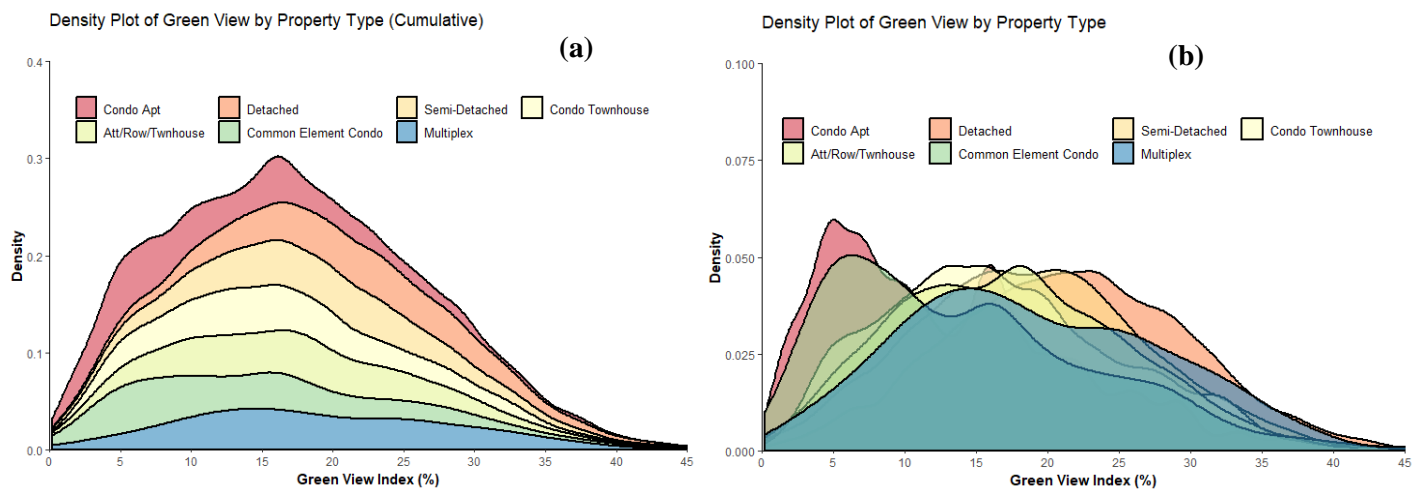 Density Plot of Green View by Property Type (Cumulative)
(a)
0.4
0.3
0.2
0.1
0.0
Density
Condo Apt
Detached
Semi-Detached
Condo Townhouse
Att/Row/Twnhouse
Common Element Condo
Multiplex
0 5 10 15 20 25 30 35 40 45
Green View Index (%)
Density Plot of Green View by Property Type
(b)
0.100
0.075
0.050
0.025
0.000
Density
Condo Apt
Detached
Semi-Detached
Condo Townhouse
Att/Row/Twnhouse
Common Element Condo
Multiplex
0 5 10 15 20 25 30 35 40 45
Green View Index (%)